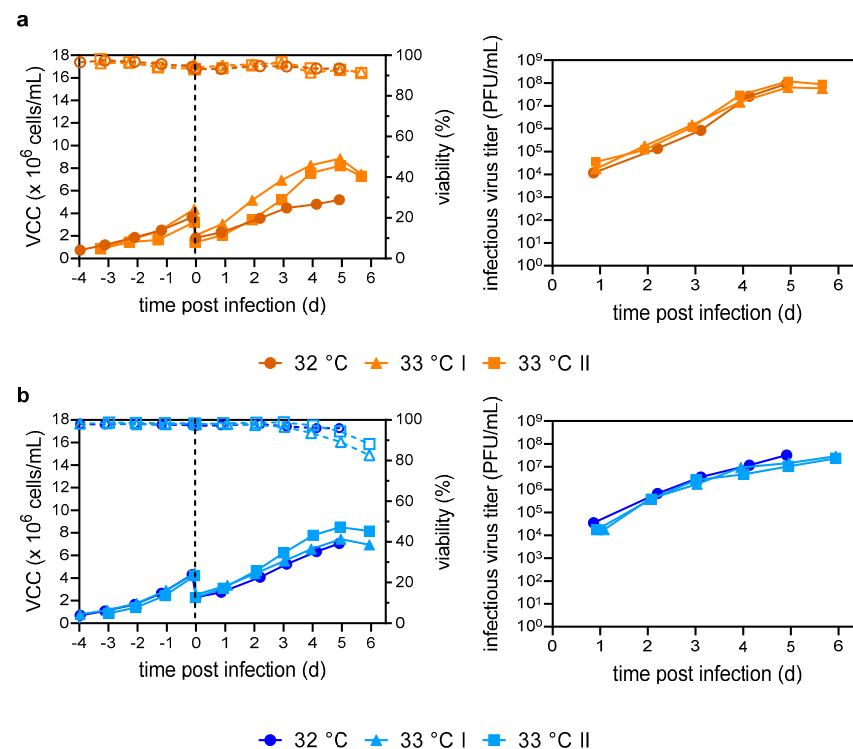 a
VCC (x 10⁶ cells/mL)
18
16
14
12
10
8
6
4
2
0
100
80
60
40
20
0
viability (%)
-4 -3 -2 -1 0 1 2 3 4 5 6
time post infection (d)
infectious virus titer (PFU/mL)
10⁹
10⁸
10⁷
10⁶
10⁵
10⁴
10³
10²
10¹
10⁰
0 1 2 3 4 5 6
time post infection (d)
32 °C 33 °C I 33 °C II
b
VCC (x 10⁶ cells/mL)
18
16
14
12
10
8
6
4
2
0
100
80
60
40
20
0
viability (%)
-4 -3 -2 -1 0 1 2 3 4 5 6
time post infection (d)
infectious virus titer (PFU/mL)
10⁹
10⁸
10⁷
10⁶
10⁵
10⁴
10³
10²
10¹
10⁰
0 1 2 3 4 5 6
time post infection (d)
32 °C 33 °C I 33 °C II